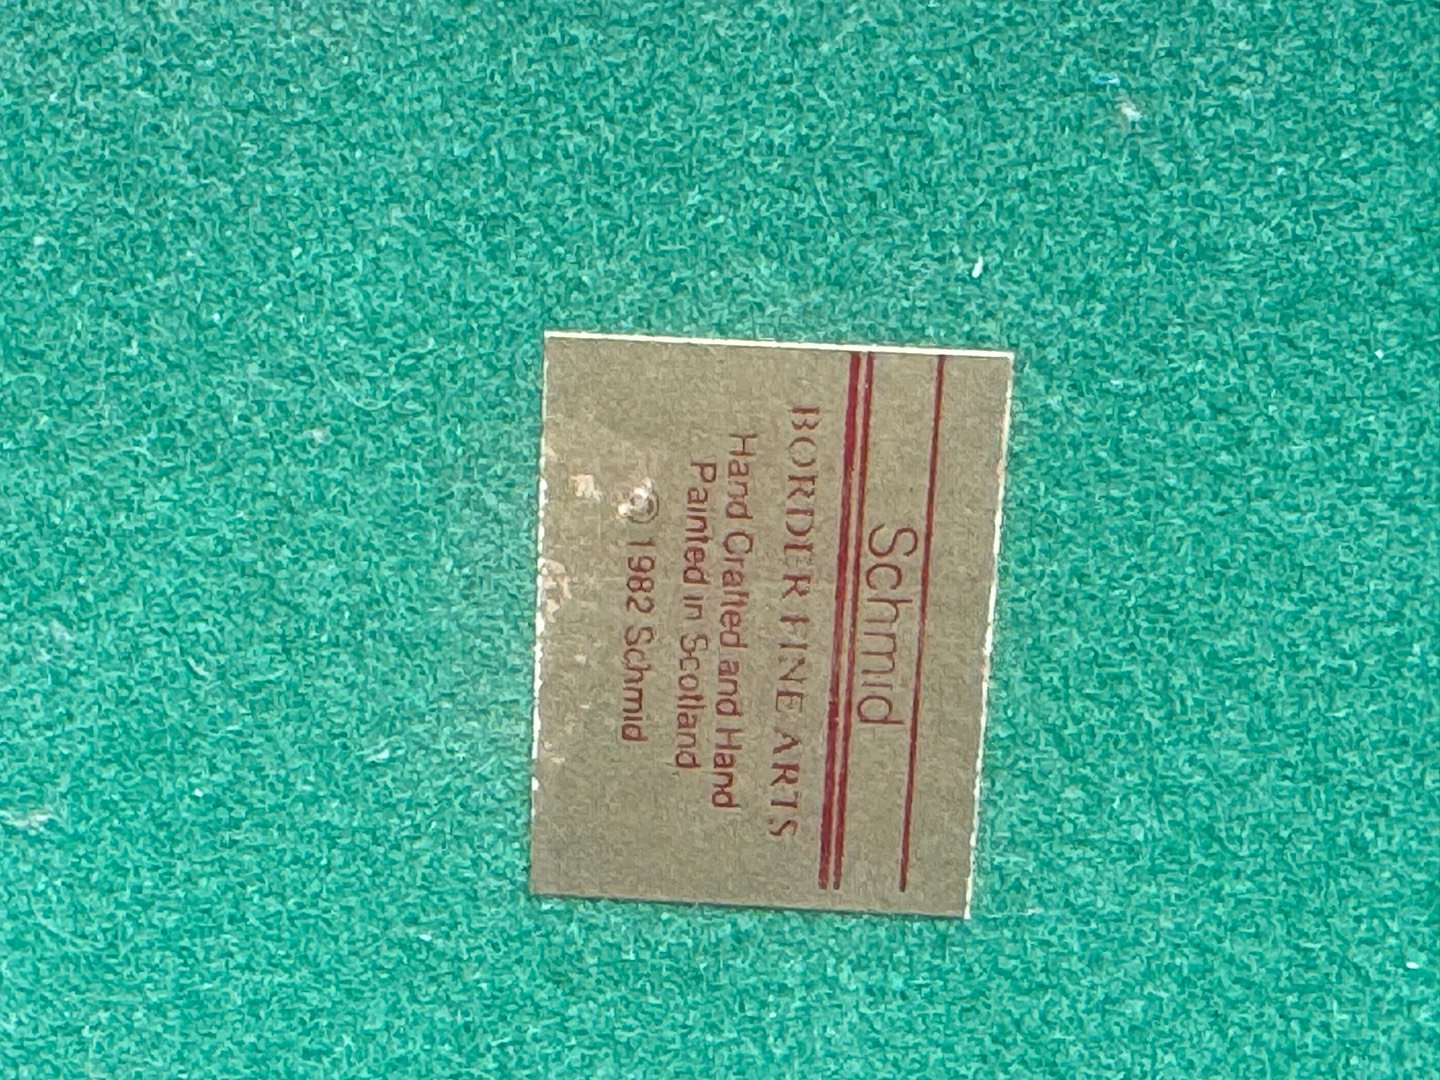 Schmid
BORDER FINE ARTS
Hand Crafted and Hand
Painted in Scotland
© 1982 Schmid